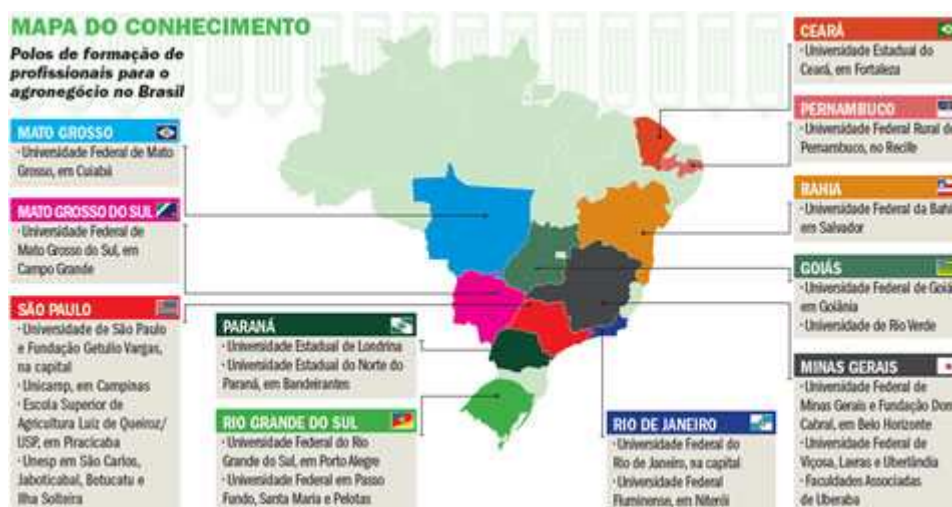 MAPA DO CONHECIMENTO
Polos de formação de
profissionais para o
agronegócio no Brasil
MATO GROSSO
· Universidade Federal de Mato
Grosso, em Cuiabá
MATO GROSSO DO SUL
· Universidade Federal de
Mato Grosso do Sul, em
Campo Grande
SÃO PAULO
· Universidade de São Paulo
e Fundação Getulio Vargas,
na capital
· Unicamp, em Campinas
· Escola Superior de
Agricultura Luiz de Queiroz/
USP, em Piracicaba
· Unesp em São Carlos,
Jaboticabal, Botucatu e
Ilha Solteira
PARANÁ
· Universidade Estadual de Londrina
· Universidade Estadual do Norte do
Paraná, em Bandeirantes
RIO GRANDE DO SUL
· Universidade Federal do Rio
Grande do Sul, em Porto Alegre
· Universidade Federal em Passo
Fundo, Santa Maria e Pelotas
RIO DE JANEIRO
· Universidade Federal do
Rio de Janeiro, na capital
· Universidade Federal
Fluminense, em Niterói
CEARÁ
· Universidade Estadual do
Ceará, em Fortaleza
PERNAMBUCO
· Universidade Federal Rural de
Pernambuco, no Recife
BAHIA
· Universidade Federal da Bahia
em Salvador
GOIÁS
· Universidade Federal de Goiá
em Goiânia
· Universidade de Rio Verde
MINAS GERAIS
· Universidade Federal de
Minas Gerais e Fundação Dom
Cabral, em Belo Horizonte
· Universidade Federal de
Viçosa, Lavras e Uberlândia
· Faculdades Associadas
de Uberaba